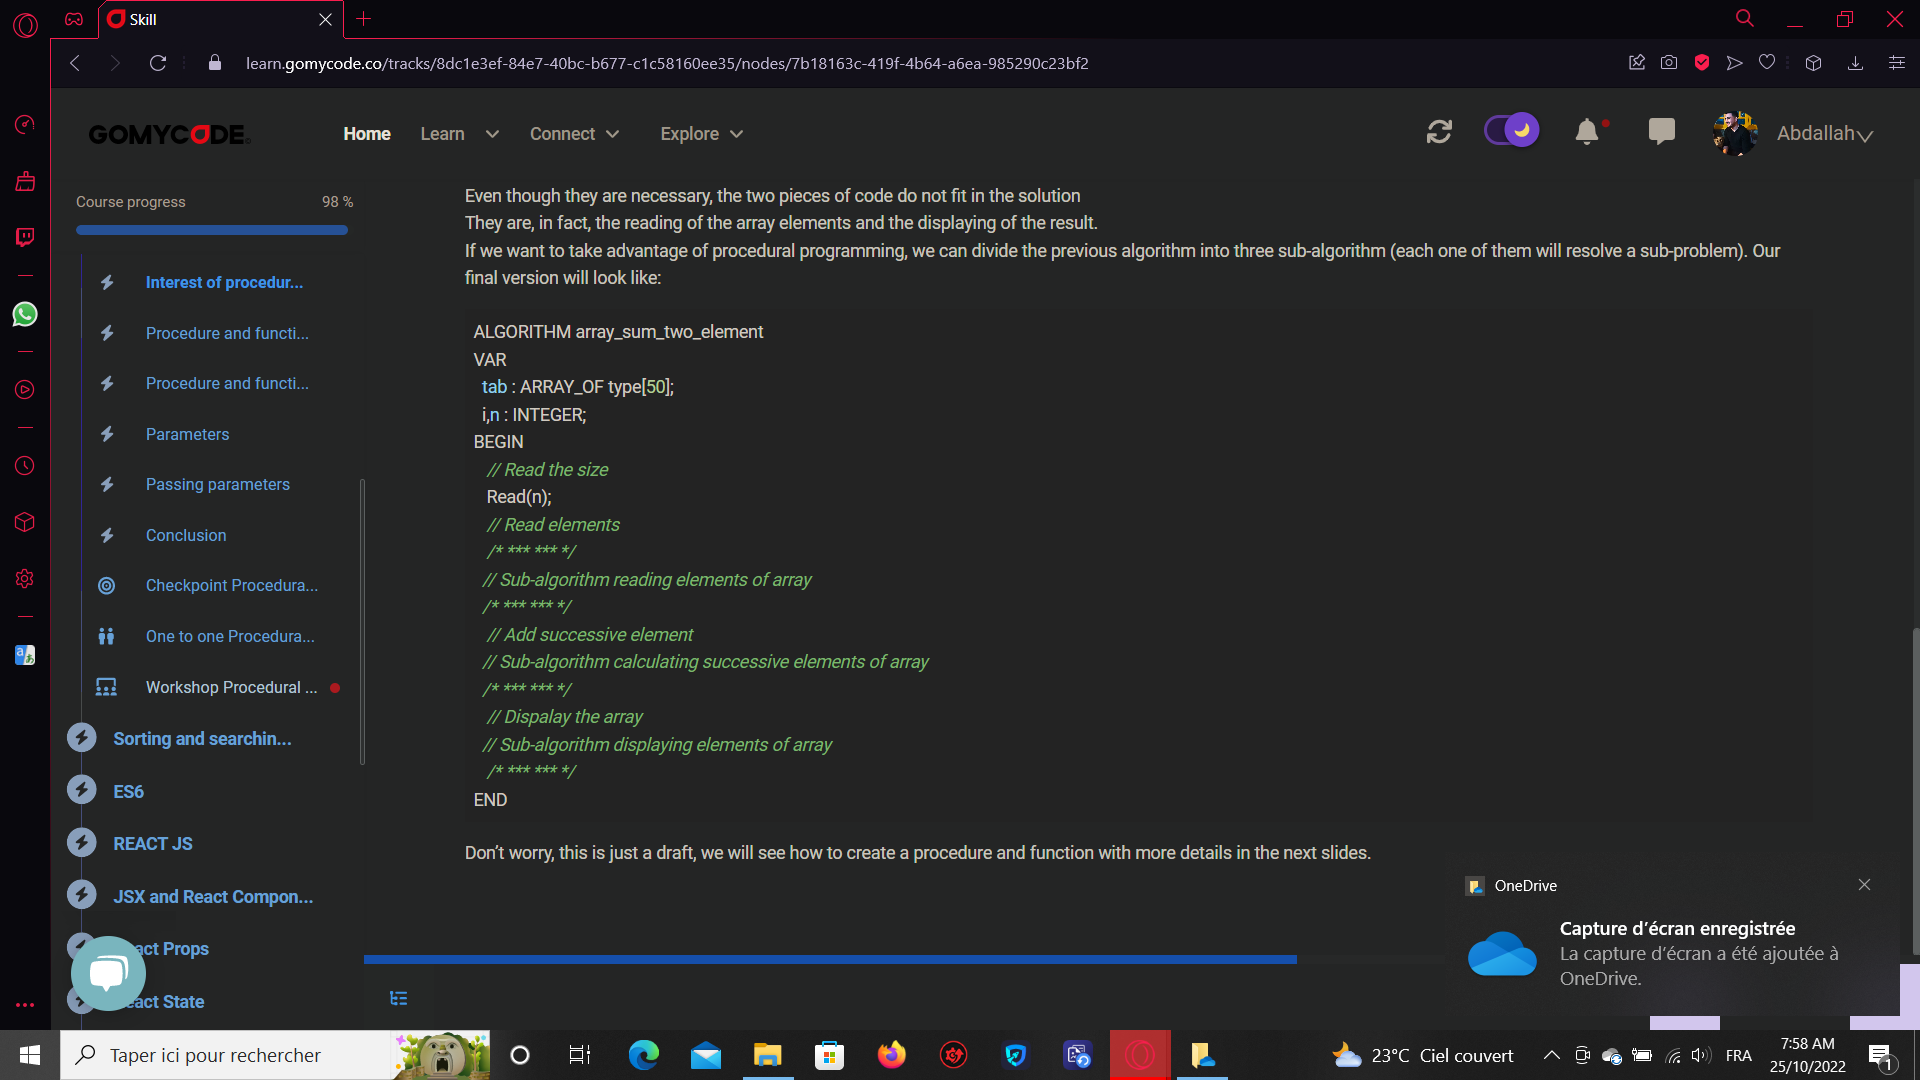 Skill
learn.gomycode.co/tracks/8dc1e3ef-84e7-40bc-b677-c1c58160ee35/nodes/7b18163c-419f-4b64-a6ea-985290c23bf2
GOMYCODE
Home
Learn
Connect
Explore
Abdallah
Course progress
98 %
Interest of procedur...
Procedure and functi...
Procedure and functi...
Parameters
Passing parameters
Conclusion
Checkpoint Procedura...
One to one Procedura...
Workshop Procedural ...
Sorting and searchin...
ES6
REACT JS
JSX and React Compon...
act Props
eact State
Even though they are necessary, the two pieces of code do not fit in the solution
They are, in fact, the reading of the array elements and the displaying of the result.
If we want to take advantage of procedural programming, we can divide the previous algorithm into three sub-algorithm (each one of them will resolve a sub-problem). Our
final version will look like:
ALGORITHM array_sum_two_element
VAR
tab : ARRAY_OF type[50];
i,n : INTEGER;
BEGIN
// Read the size
Read(n);
// Read elements
/* *** *** */
// Sub-algorithm reading elements of array
/* *** *** */
// Add successive element
// Sub-algorithm calculating successive elements of array
/* *** *** */
// Dispalay the array
// Sub-algorithm displaying elements of array
/* *** *** */
END
Don't worry, this is just a draft, we will see how to create a procedure and function with more details in the next slides.
OneDrive
Capture d'écran enregistrée
La capture d'écran a été ajoutée à
OneDrive.
Taper ici pour rechercher
23°C Ciel couvert
FRA
7:58 AM
25/10/2022
1